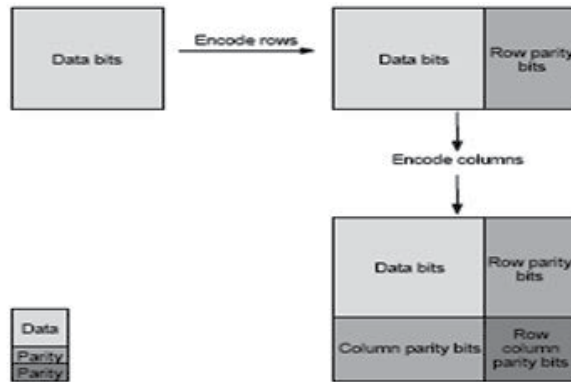 Data bits
Encode rows
Data bits
Row parity
bits
Encode columns
Data bits
Row parity
bits
Column parity bits
Row
column
parity bits
Data
Parity
Parity